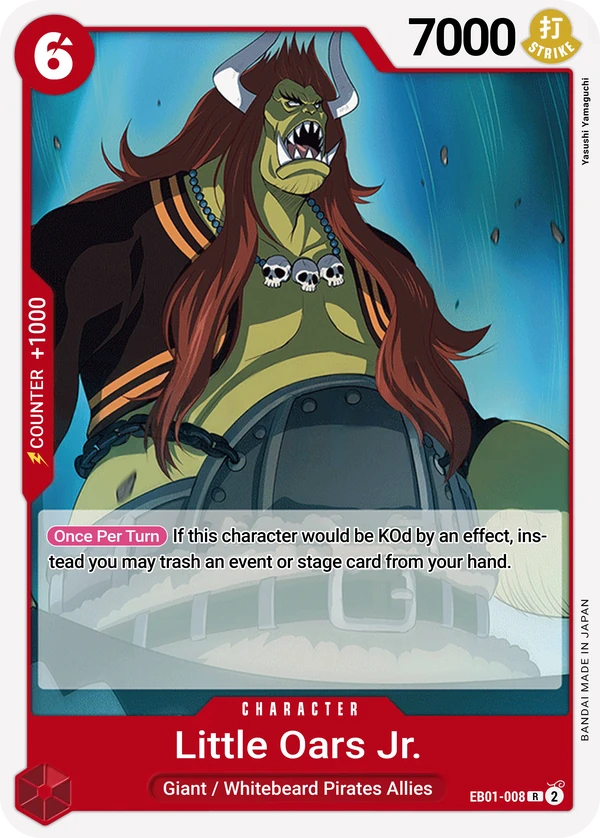 6
7000
打
STRIKE
Yasushi Yamaguchi
COUNTER +1000
Once Per Turn If this character would be KOd by an effect, ins-
tead you may trash an event or stage card from your hand.
BANDAI MADE IN JAPAN
CHARACTER
Little Oars Jr.
Giant / Whitebeard Pirates Allies
EB01-008 R 2